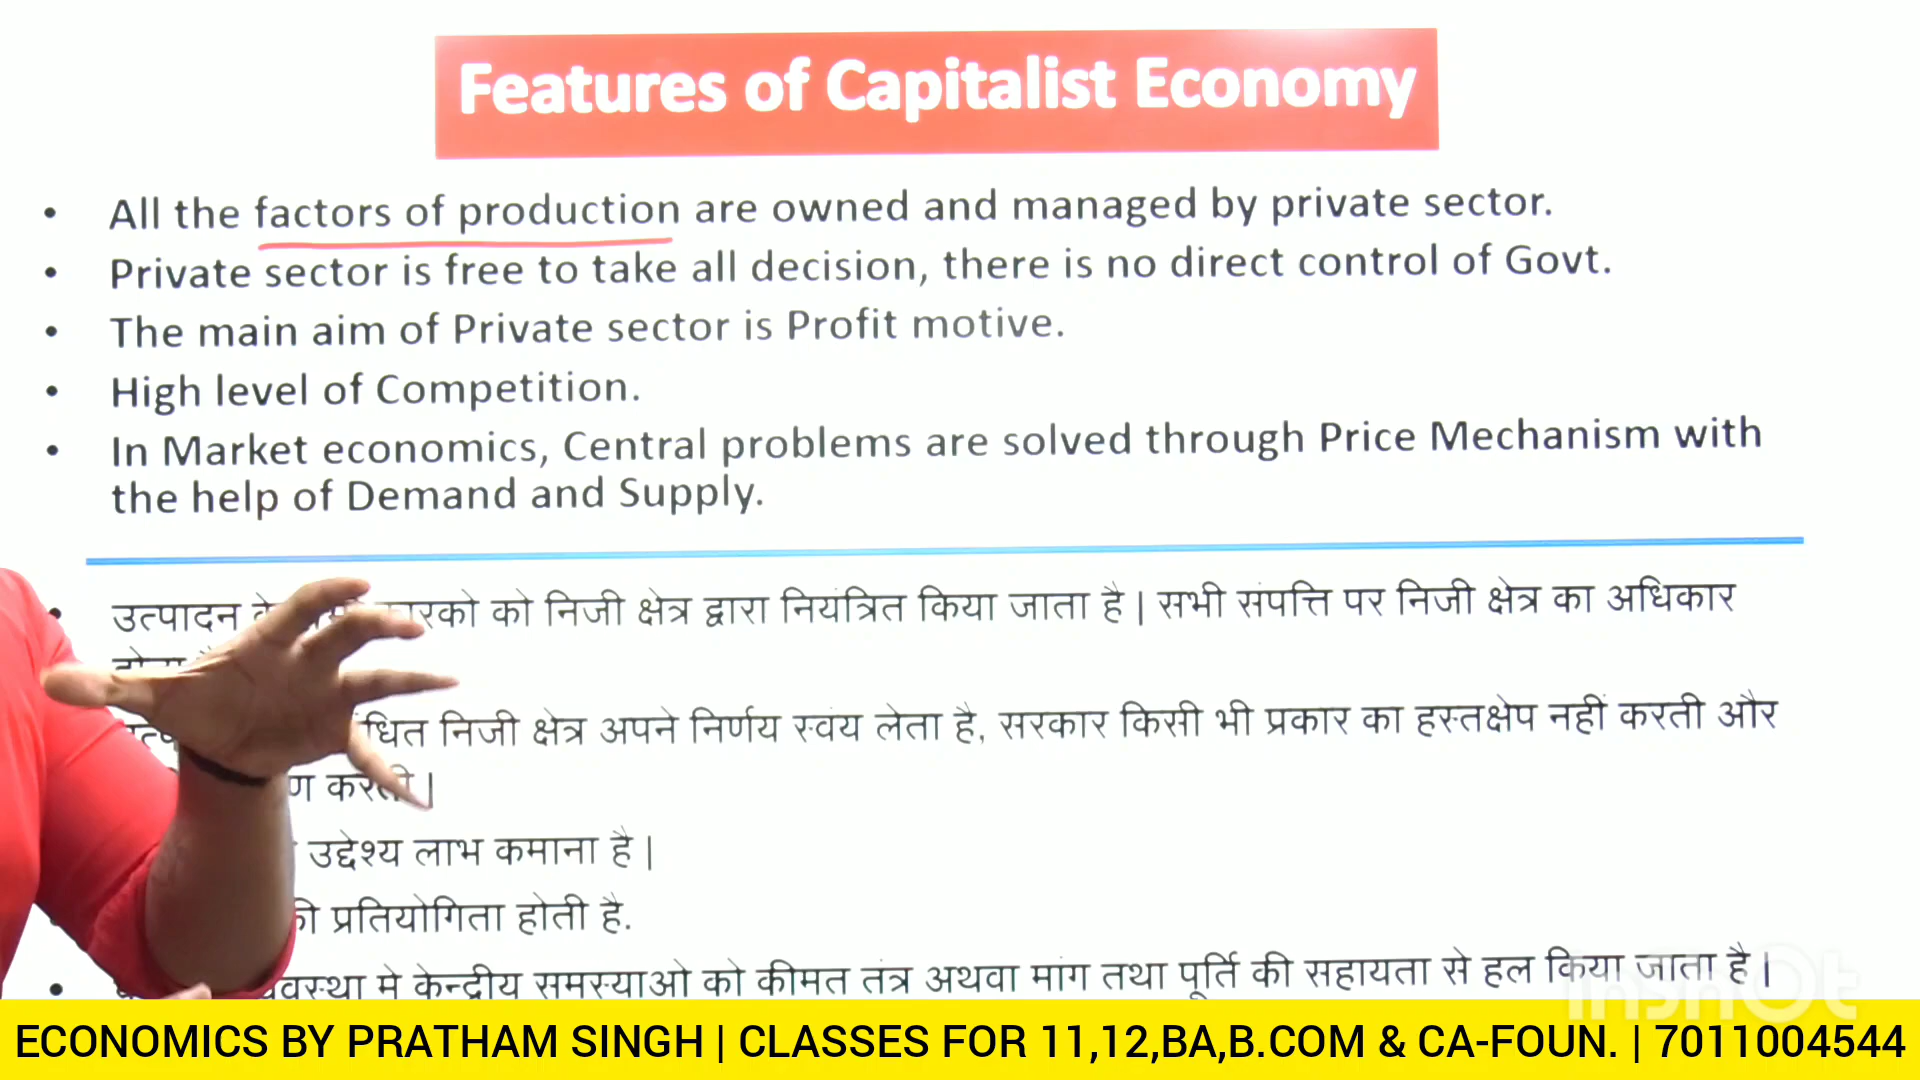 Features of Capitalist Economy
• All the factors of production are owned and managed by private sector.
• Private sector is free to take all decision, there is no direct control of Govt.
• The main aim of Private sector is Profit motive.
• High level of Competition.
• In Market economics, Central problems are solved through Price Mechanism with
the help of Demand and Supply.
• उत्पादन को निजी क्षेत्र द्वारा नियंत्रित किया जाता है | सभी संपत्ति पर निजी क्षेत्र का अधिकार
निजी क्षेत्र अपने निर्णय स्वंय लेता है, सरकार किसी भी प्रकार का हस्तक्षेप नहीं करती और
करती |
उद्देश्य लाभ कमाना है |
प्रतियोगिता होती है.
• मे केन्द्रीय समस्याओ को कीमत तंत्र अथवा मांग तथा पूर्ति की सहायता से हल किया जाता है |
InShOt
ECONOMICS BY PRATHAM SINGH | CLASSES FOR 11,12,BA,B.COM & CA-FOUN. | 7011004544